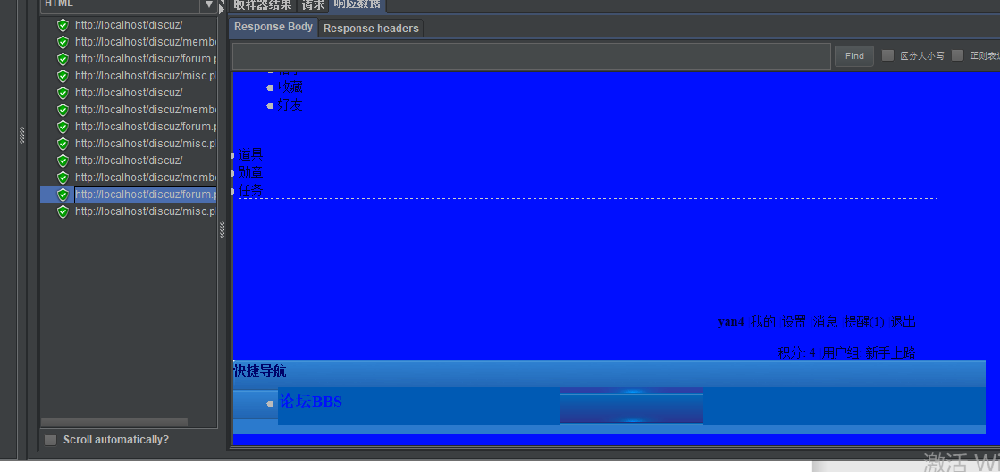 HTML
http://localhost/discuz/
http://localhost/discuz/membe
http://localhost/discuz/forum.p
http://localhost/discuz/misc.p
http://localhost/discuz/
http://localhost/discuz/membe
http://localhost/discuz/forum.p
http://localhost/discuz/misc.p
http://localhost/discuz/
http://localhost/discuz/membe
http://localhost/discuz/forum.p
http://localhost/discuz/misc.p
Scroll automatically?
取样器结果 请求 响应数据
Response Body Response headers
Find 区分大小写 正则表达
收藏
好友
道具
勋章
任务
yan4 我的 设置 消息 提醒(1) 退出
积分: 4 用户组: 新手上路
快捷导航
论坛BBS
激活 W